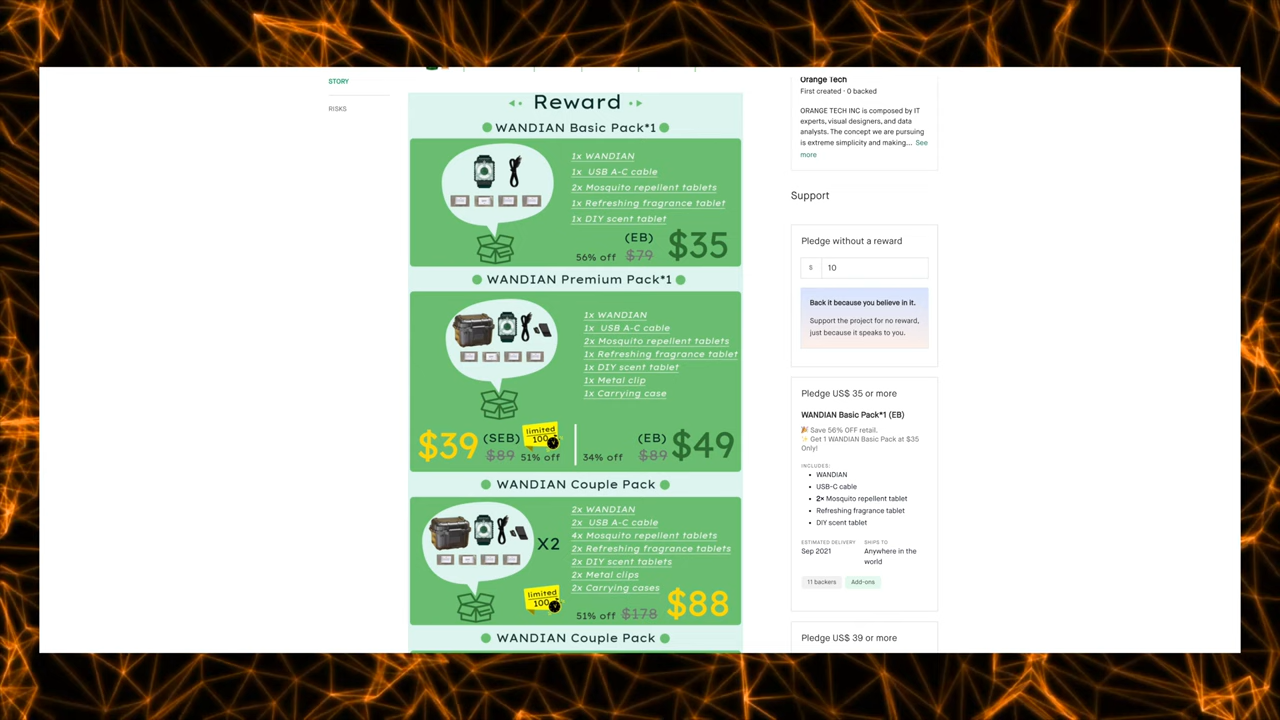 STORY
RISKS
Reward
WANDIAN Basic Pack*1
1x WANDIAN
1x USB A-C cable
2x Mosquito repellent tablets
1x Refreshing fragrance tablet
1x DIY scent tablet
(EB)
56% off $79 $35
WANDIAN Premium Pack*1
1x WANDIAN
1x USB A-C cable
2x Mosquito repellent tablets
1x Refreshing fragrance tablet
1x DIY scent tablet
1x Metal clip
1x Carrying case
$39 (SEB) limited 100
$89 51% off
(EB) $49
34% off $89
WANDIAN Couple Pack
X2
2x WANDIAN
2x USB A-C cable
4x Mosquito repellent tablets
2x Refreshing fragrance tablets
2x DIY scent tablets
2x Metal clips
2x Carrying cases
limited 100
51% off $178 $88
WANDIAN Couple Pack
Orange Tech
First created · 0 backed
ORANGE TECH INC is composed by IT
experts, visual designers, and data
analysts. The concept we are pursuing
is extreme simplicity and making... See
more
Support
Pledge without a reward
$ 10
Back it because you believe in it.
Support the project for no reward,
just because it speaks to you.
Pledge US$ 35 or more
WANDIAN Basic Pack*1 (EB)
🎉 Save 56% OFF retail.
✨ Get 1 WANDIAN Basic Pack at $35
Only!
INCLUDES:
• WANDIAN
• USB-C cable
• 2× Mosquito repellent tablet
• Refreshing fragrance tablet
• DIY scent tablet
ESTIMATED DELIVERY SHIPS TO
Sep 2021 Anywhere in the
world
11 backers Add-ons
Pledge US$ 39 or more